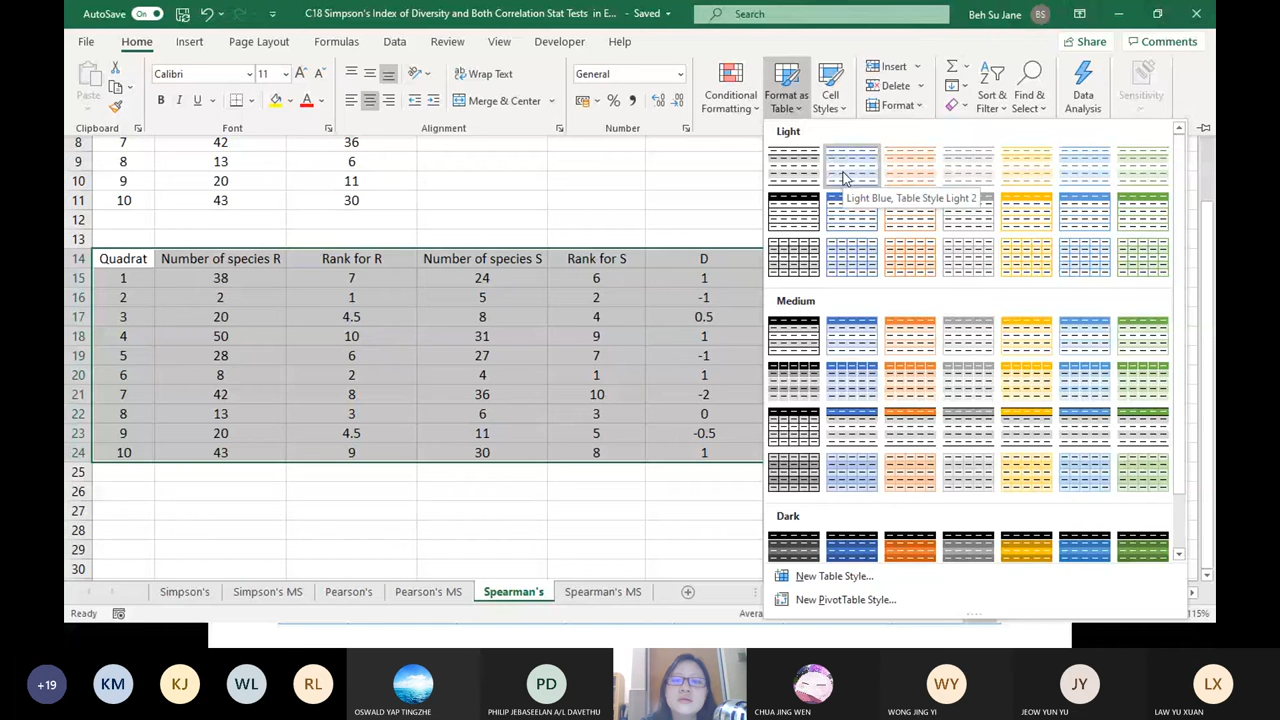 AutoSave On C18 Simpson's Index of Diversity and Both Correlation Stat Tests in E... - Saved Search Beh Su Jane BS
File Home Insert Page Layout Formulas Data Review View Developer Help Share Comments
Paste Calibri 11 Wrap Text General Conditional Formatting Format as Table Cell Styles Insert Delete Format Sort & Filter Find & Select Data Analysis Sensitivity
B I U Merge & Center
Clipboard Font Alignment Number
8 7 42 36
9 8 13 6
10 9 20 11
11 10 43 30
12
13
14 Quadrat Number of species R Rank for R Number of species S Rank for S D
15 1 38 7 24 6 1
16 2 2 1 5 2 -1
17 3 20 4.5 8 4 0.5
18 4 50 10 31 9 1
19 5 28 6 27 7 -1
20 6 8 2 4 1 1
21 7 42 8 36 10 -2
22 8 13 3 6 3 0
23 9 20 4.5 11 5 -0.5
24 10 43 9 30 8 1
25
26
27
28
29
30
Light
Light Blue, Table Style Light 2
Medium
Dark
New Table Style...
New PivotTable Style...
Simpson's Simpson's MS Pearson's Pearson's MS Spearman's Spearman's MS
Ready Avera 115%
+19 KM KJ WL RL PD WY JY LX
OSWALD YAP TINGZHE PHILIP JEBASEELAN A/L DAVETHU CHUA JING WEN WONG JING YI JEOW YUN YU LAW YU XUAN